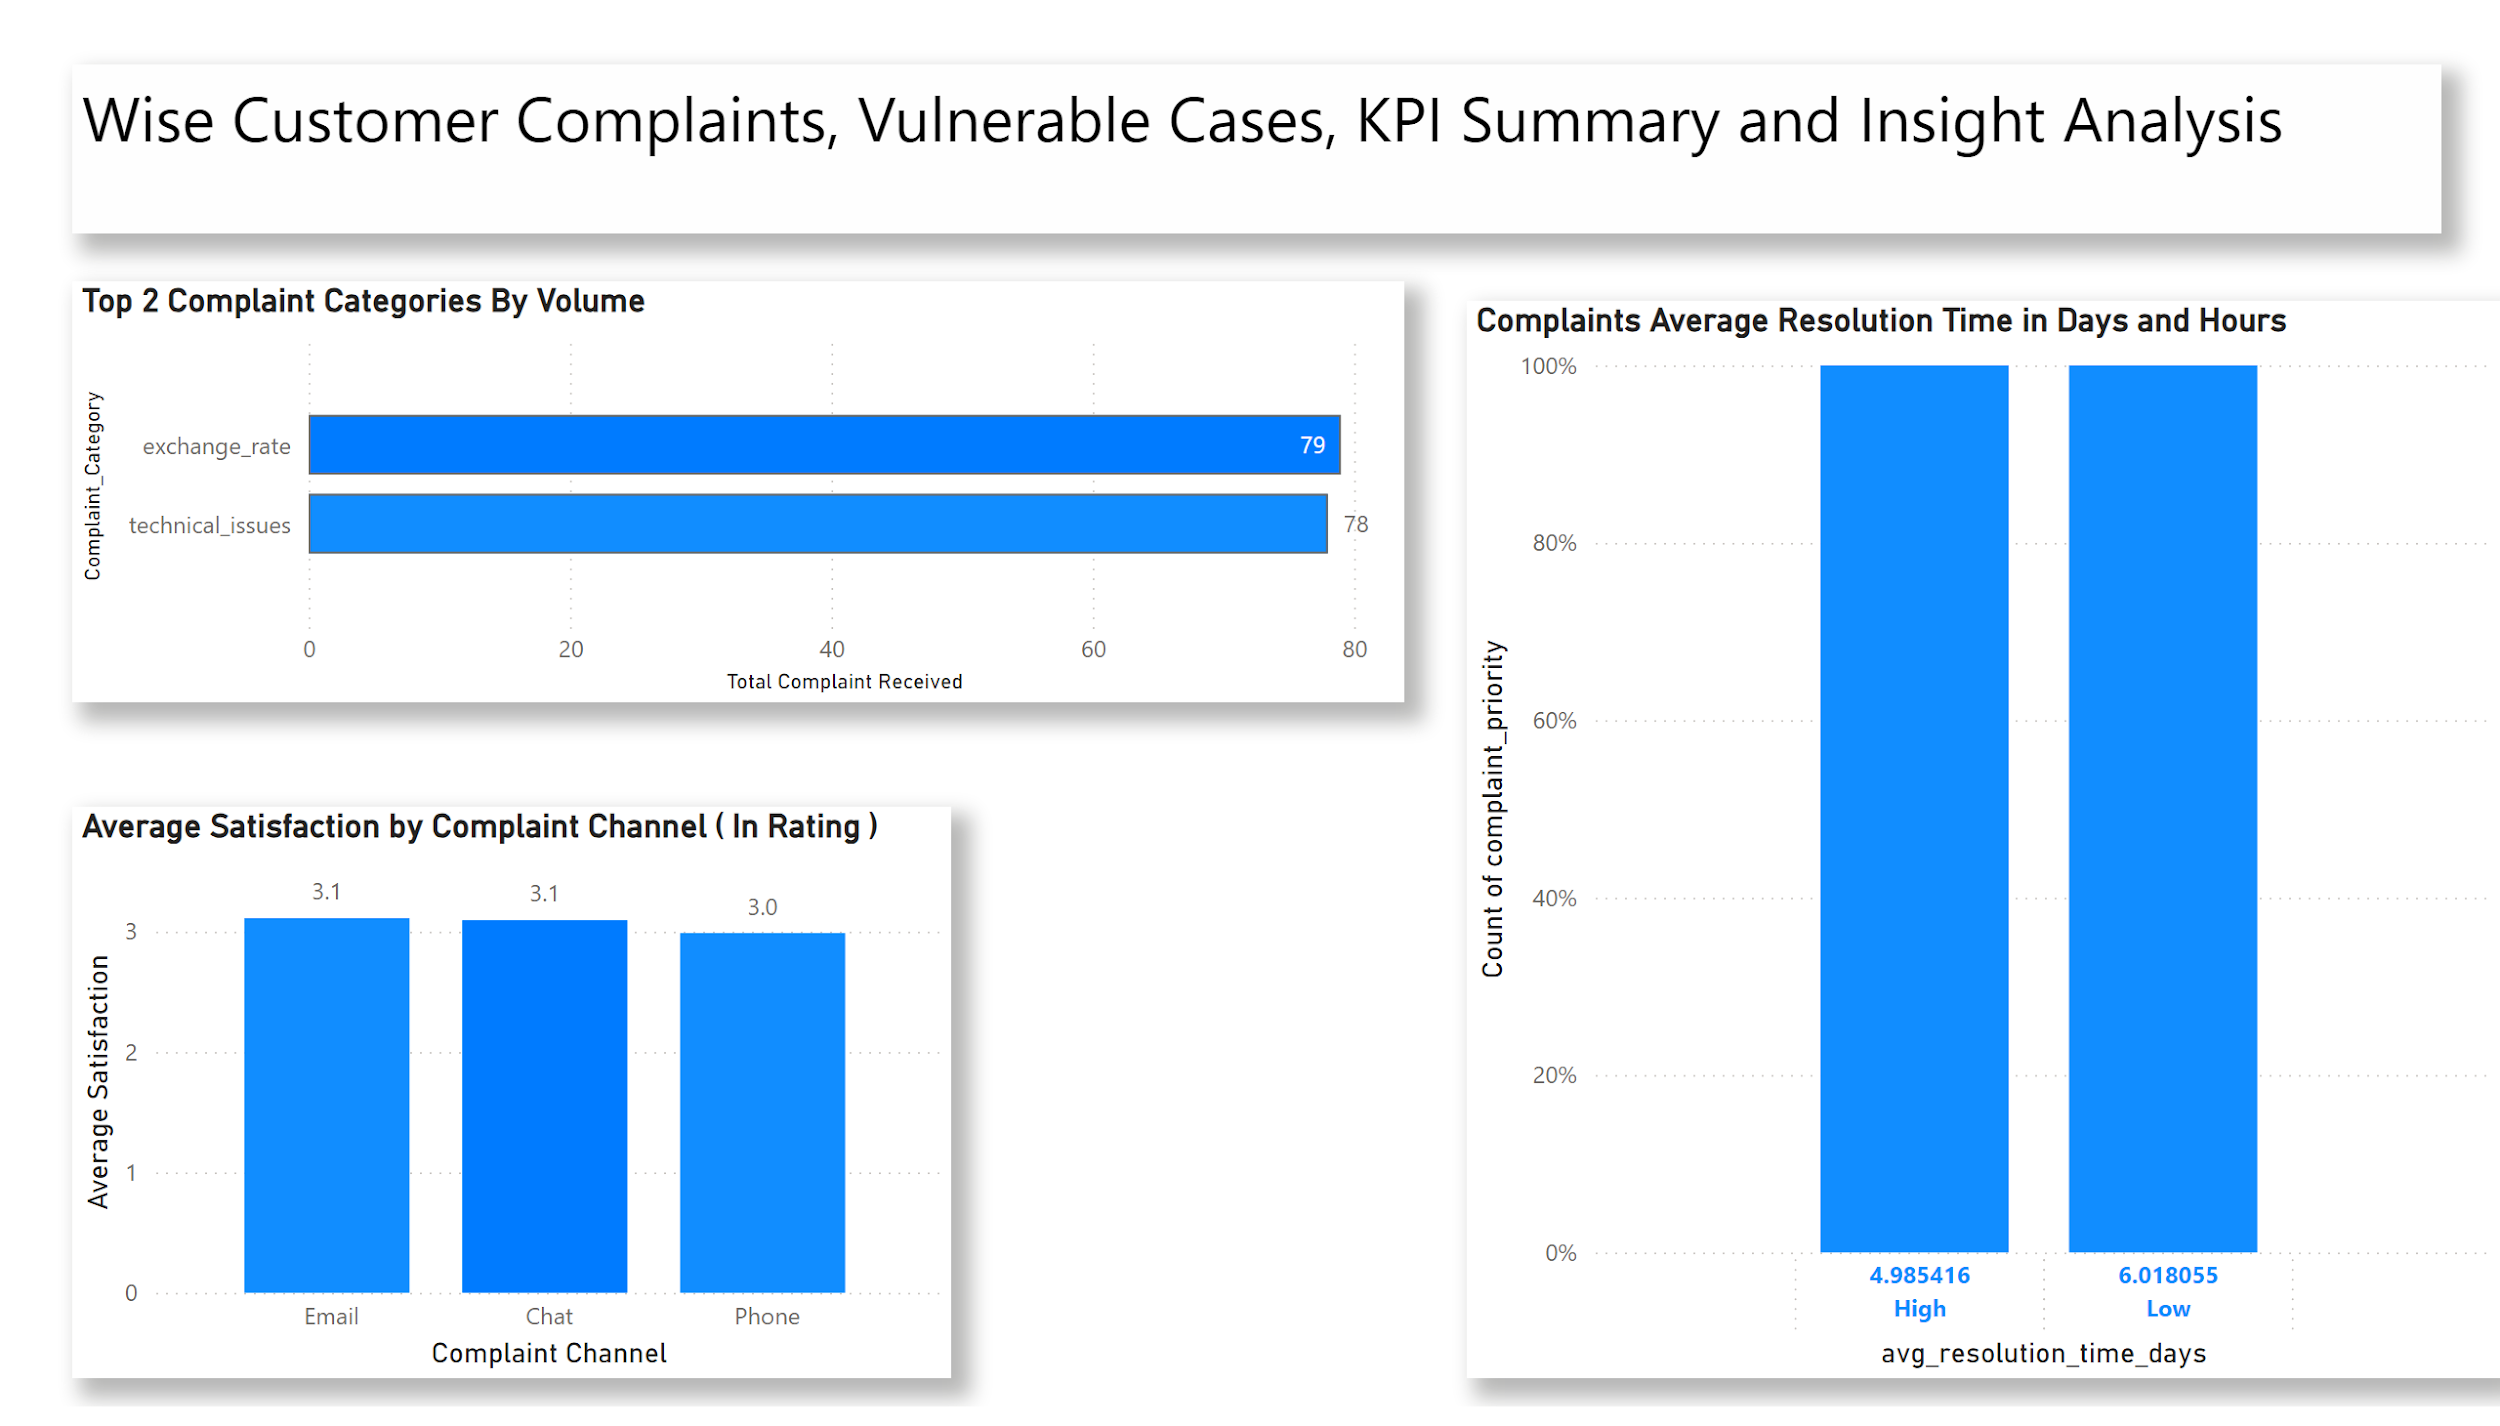 Wise Customer Complaints, Vulnerable Cases, KPI Summary and Insight Analysis
Top 2 Complaint Categories By Volume
Complaint_Category
exchange_rate
79
technical_issues
78
0 20 40 60 80
Total Complaint Received
Average Satisfaction by Complaint Channel ( In Rating )
Average Satisfaction
3.1 3.1 3.0
3
2
1
0
Email Chat Phone
Complaint Channel
Complaints Average Resolution Time in Days and Hours
Count of complaint_priority
100%
80%
60%
40%
20%
0%
4.985416 6.018055
High Low
avg_resolution_time_days